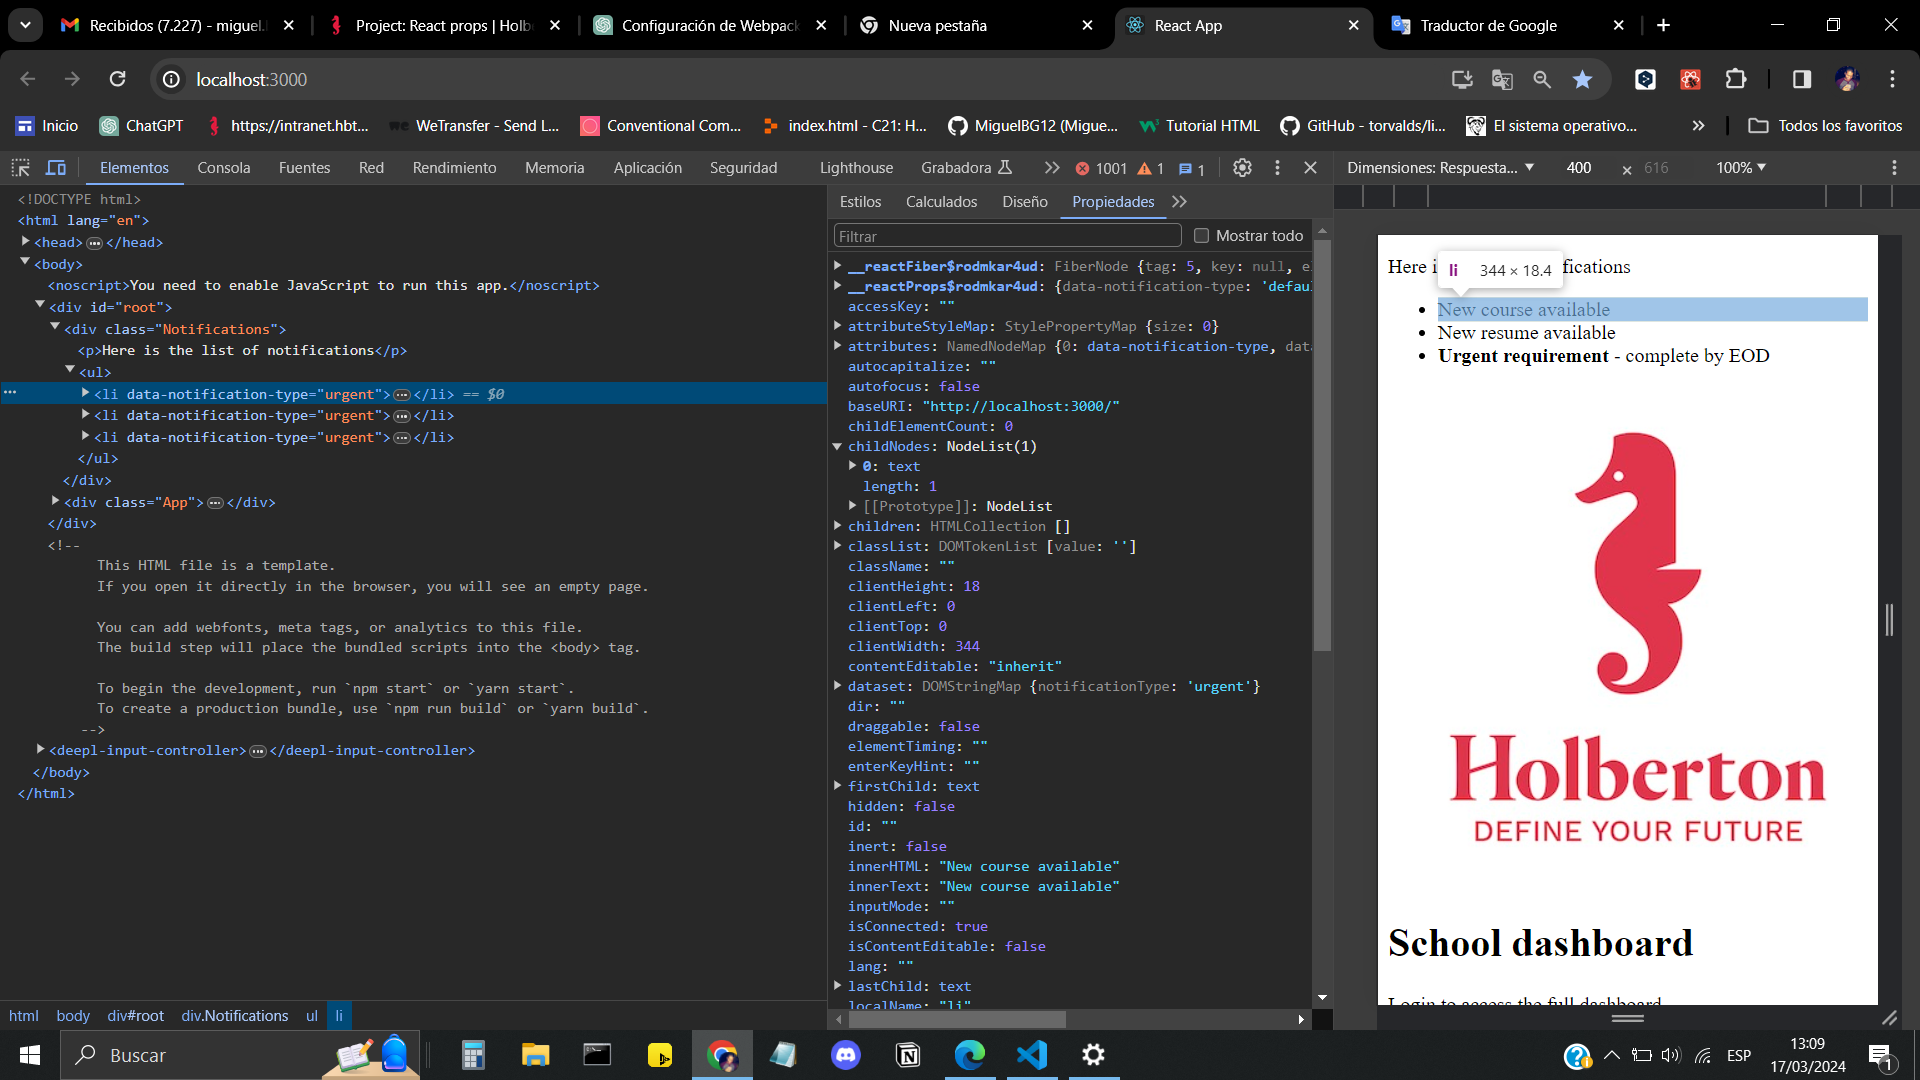 Recibidos (7.227) - miguel.
Project: React props | Holb
Configuración de Webpack
Nueva pestaña
React App
Traductor de Google
localhost:3000
Inicio
ChatGPT
https://intranet.hbt...
WeTransfer - Send L...
Conventional Com...
index.html - C21: H...
MiguelBG12 (Migue...
Tutorial HTML
GitHub - torvalds/li...
El sistema operativo...
Todos los favoritos
Elementos
Consola
Fuentes
Red
Rendimiento
Memoria
Aplicación
Seguridad
Lighthouse
Grabadora
1001
1
1
Dimensiones: Respuesta...
400
x
616
100%
<!DOCTYPE html>
<html lang="en">
<head>…</head>
<body>
<noscript>You need to enable JavaScript to run this app.</noscript>
<div id="root">
<div class="Notifications">
<p>Here is the list of notifications</p>
<ul>
<li data-notification-type="urgent">…</li> == $0
<li data-notification-type="urgent">…</li>
<li data-notification-type="urgent">…</li>
</ul>
</div>
<div class="App">…</div>
</div>
<!--
This HTML file is a template.
If you open it directly in the browser, you will see an empty page.
You can add webfonts, meta tags, or analytics to this file.
The build step will place the bundled scripts into the <body> tag.
To begin the development, run `npm start` or `yarn start`.
To create a production bundle, use `npm run build` or `yarn build`.
-->
<deepl-input-controller>…</deepl-input-controller>
</body>
</html>
html body div#root div.Notifications ul li
Estilos
Calculados
Diseño
Propiedades
Filtrar
Mostrar todo
__reactFiber$rodmkar4ud: FiberNode {tag: 5, key: null, e
__reactProps$rodmkar4ud: {data-notification-type: 'defau
accessKey: ""
attributeStyleMap: StylePropertyMap {size: 0}
attributes: NamedNodeMap {0: data-notification-type, dat
autocapitalize: ""
autofocus: false
baseURI: "http://localhost:3000/"
childElementCount: 0
childNodes: NodeList(1)
0: text
length: 1
[[Prototype]]: NodeList
children: HTMLCollection []
classList: DOMTokenList [value: '']
className: ""
clientHeight: 18
clientLeft: 0
clientTop: 0
clientWidth: 344
contentEditable: "inherit"
dataset: DOMStringMap {notificationType: 'urgent'}
dir: ""
draggable: false
elementTiming: ""
enterKeyHint: ""
firstChild: text
hidden: false
id: ""
inert: false
innerHTML: "New course available"
innerText: "New course available"
inputMode: ""
isConnected: true
isContentEditable: false
lang: ""
lastChild: text
localName: "li"
Here i
fications
li 344 × 18.4
New course available
New resume available
Urgent requirement - complete by EOD
Holberton
DEFINE YOUR FUTURE
School dashboard
Login to access the full dashboard
Buscar
ESP
13:09
17/03/2024
1